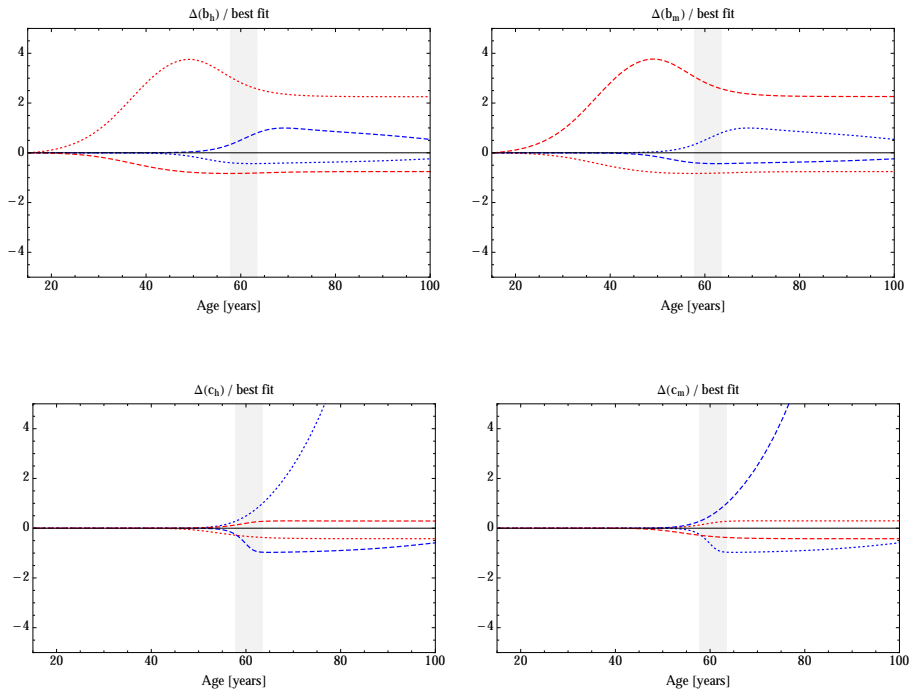 Δ(b_h) / best fit
4
2
0
−2
−4
20 40 60 80 100
Age [years]
Δ(b_m) / best fit
4
2
0
−2
−4
20 40 60 80 100
Age [years]
Δ(c_h) / best fit
4
2
0
−2
−4
20 40 60 80 100
Age [years]
Δ(c_m) / best fit
4
2
0
−2
−4
20 40 60 80 100
Age [years]